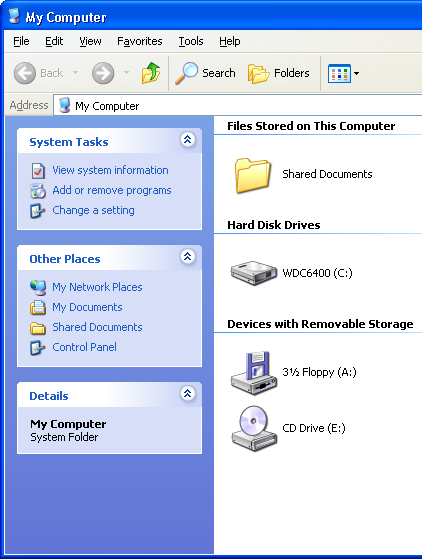 My Computer
File Edit View Favorites Tools Help
Back Search Folders
Address My Computer
System Tasks
View system information
Add or remove programs
Change a setting
Other Places
My Network Places
My Documents
Shared Documents
Control Panel
Details
My Computer
System Folder
Files Stored on This Computer
Shared Documents
Hard Disk Drives
WDC6400 (C:)
Devices with Removable Storage
3½ Floppy (A:)
CD Drive (E:)